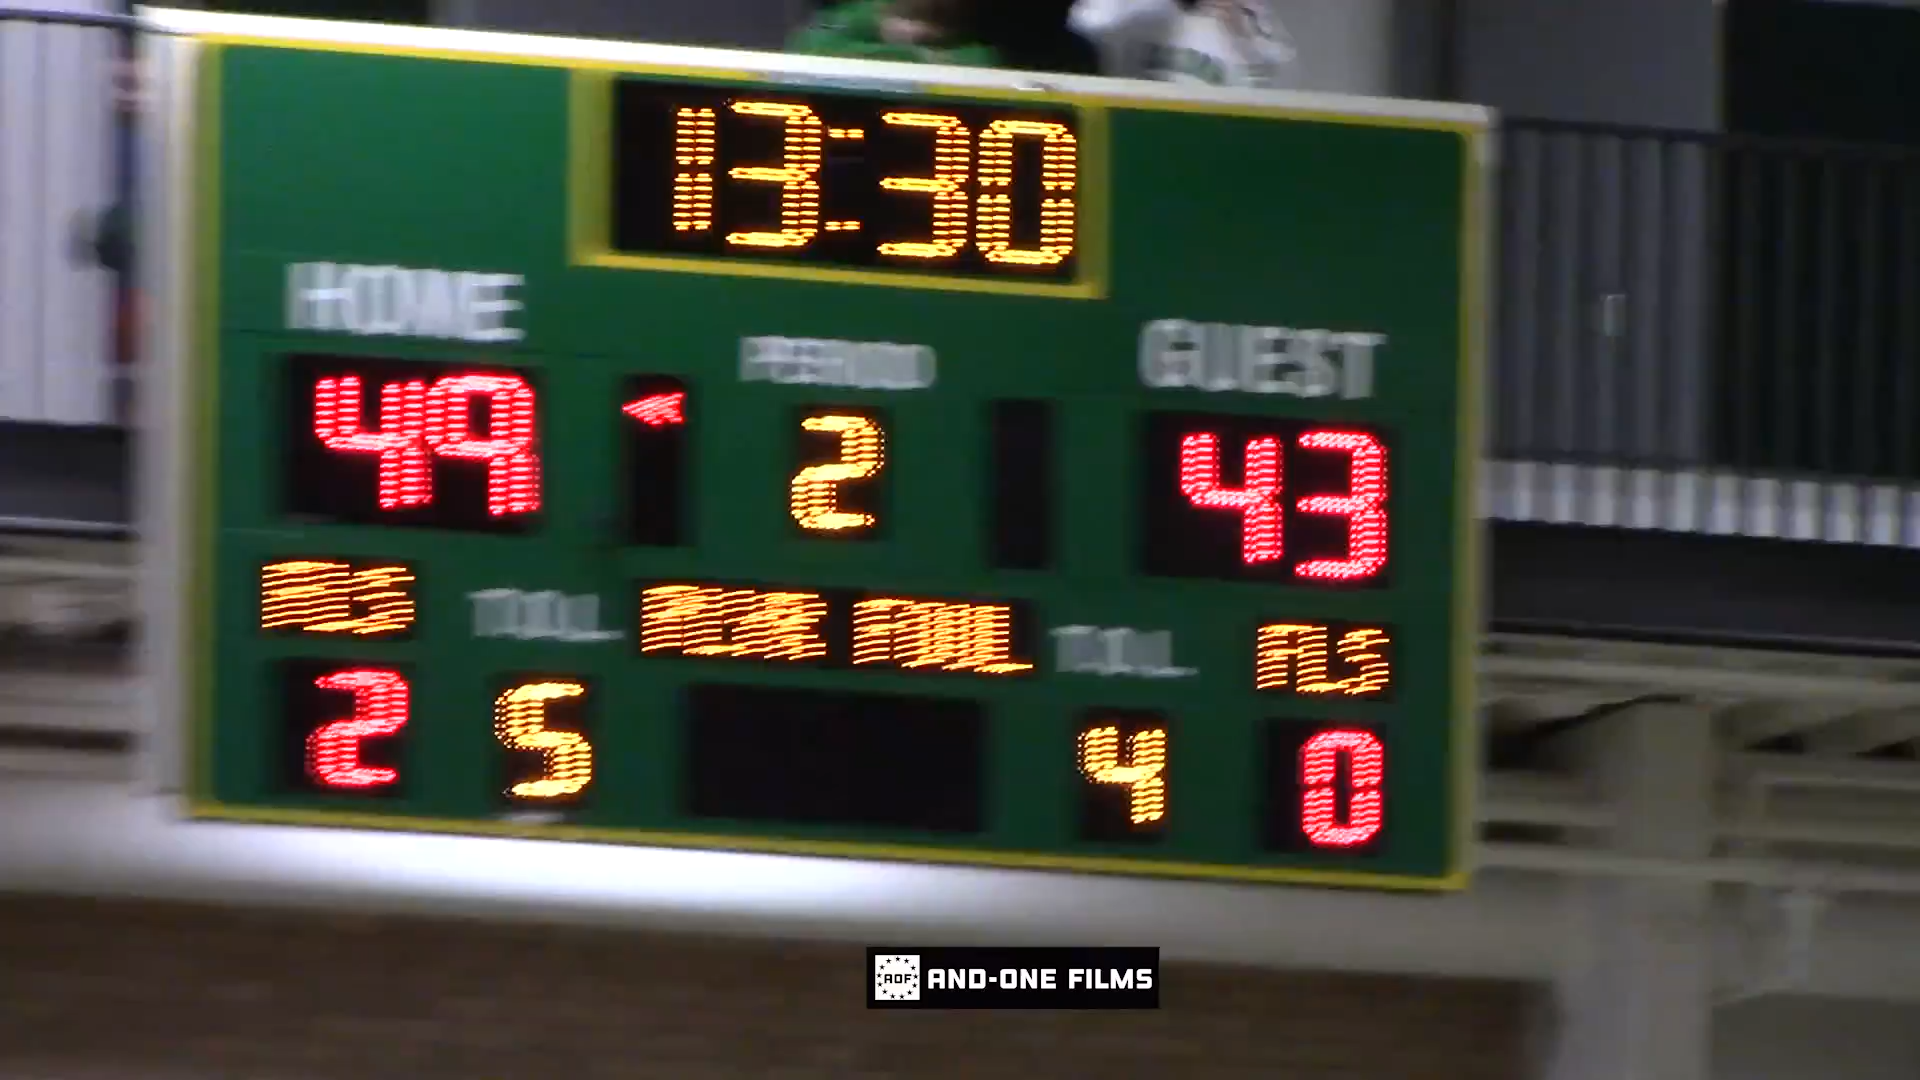 13:30
HOME
PERIOD
GUEST
49
2
43
FLS
T.O.L.
PLYR FOUL
T.O.L.
FLS
2
5
4
0
AOF
AND-ONE FILMS